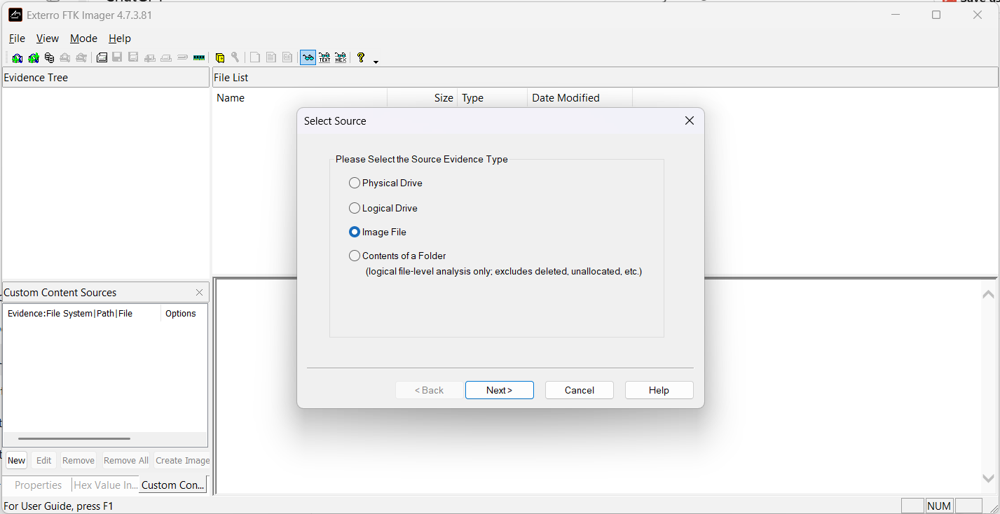 Exterro FTK Imager 4.7.3.81
File View Mode Help
TEXT HEX ?
Evidence Tree
File List
Name Size Type Date Modified
Select Source
Please Select the Source Evidence Type
Physical Drive
Logical Drive
Image File
Contents of a Folder
(logical file-level analysis only; excludes deleted, unallocated, etc.)
< Back Next > Cancel Help
Custom Content Sources
Evidence:File System|Path|File Options
New Edit Remove Remove All Create Image
Properties Hex Value In... Custom Con...
For User Guide, press F1
NUM